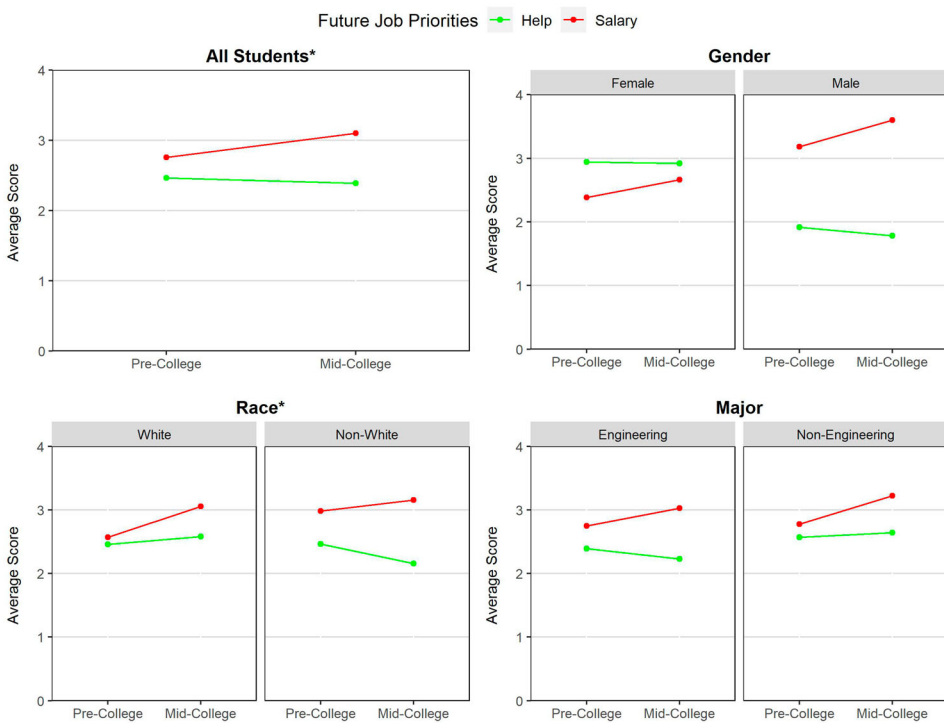 Future Job Priorities Help Salary
All Students*
4
3
2
1
0
Average Score
Pre-College Mid-College
Gender
Female Male
4
3
2
1
0
Average Score
Pre-College Mid-College Pre-College Mid-College
Race*
White Non-White
4
3
2
1
0
Average Score
Pre-College Mid-College Pre-College Mid-College
Major
Engineering Non-Engineering
4
3
2
1
0
Average Score
Pre-College Mid-College Pre-College Mid-College